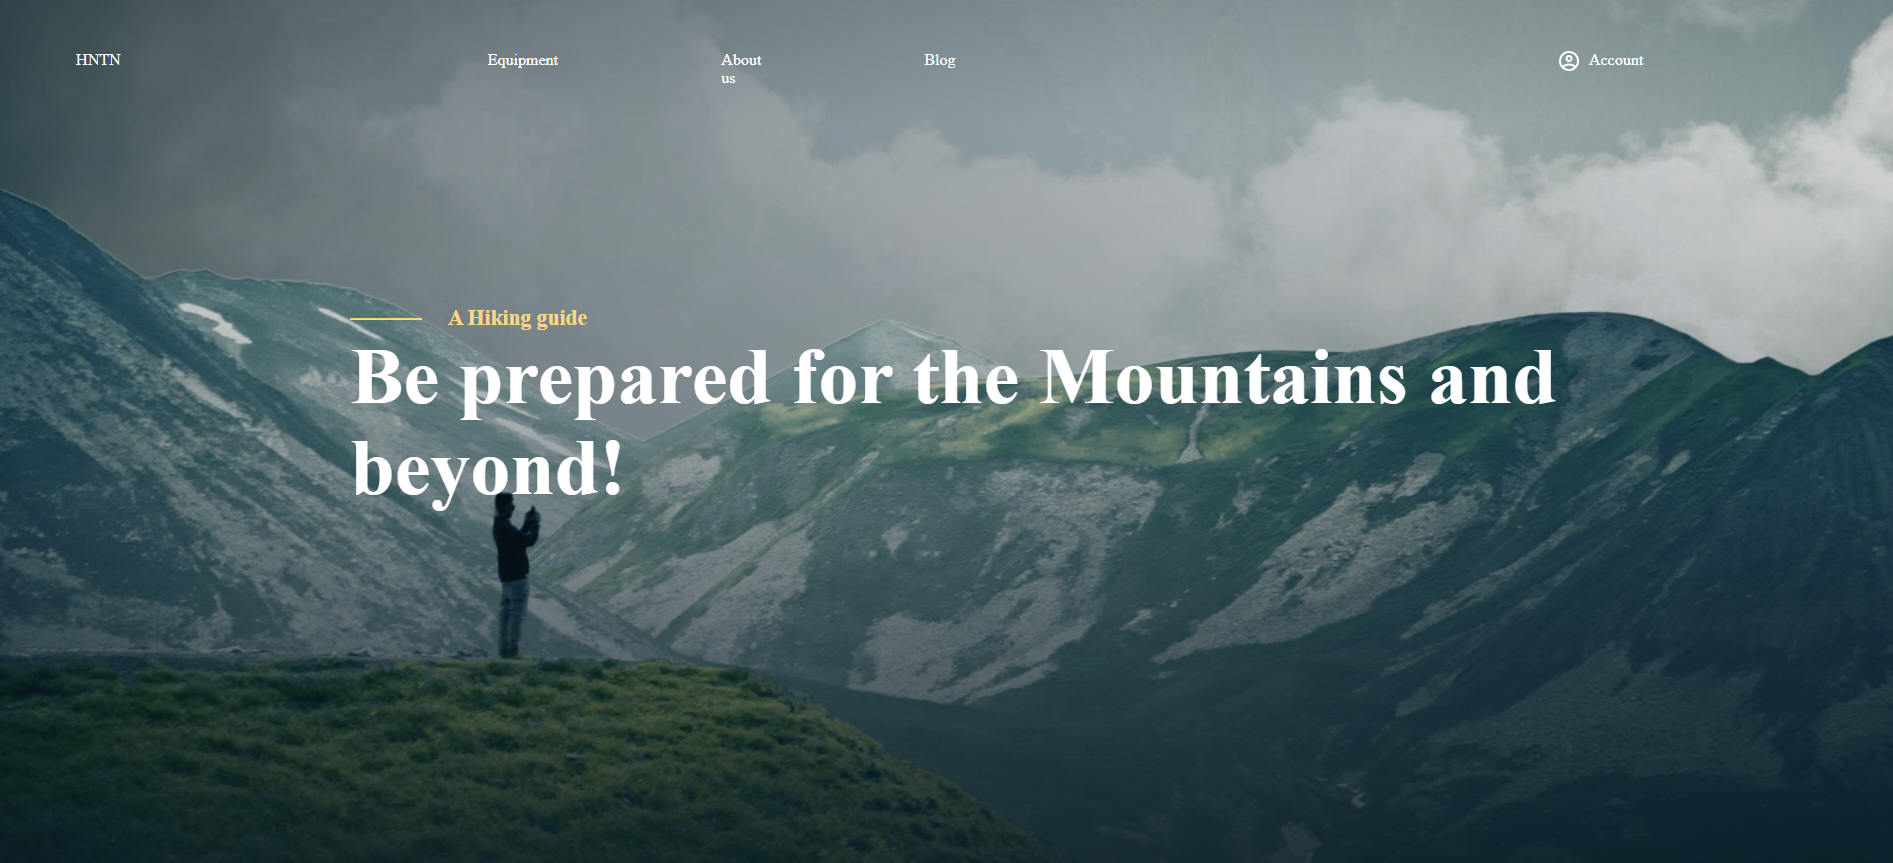 HNTN
Equipment
About
us
Blog
Account
A Hiking guide
Be prepared for the Mountains and
beyond!